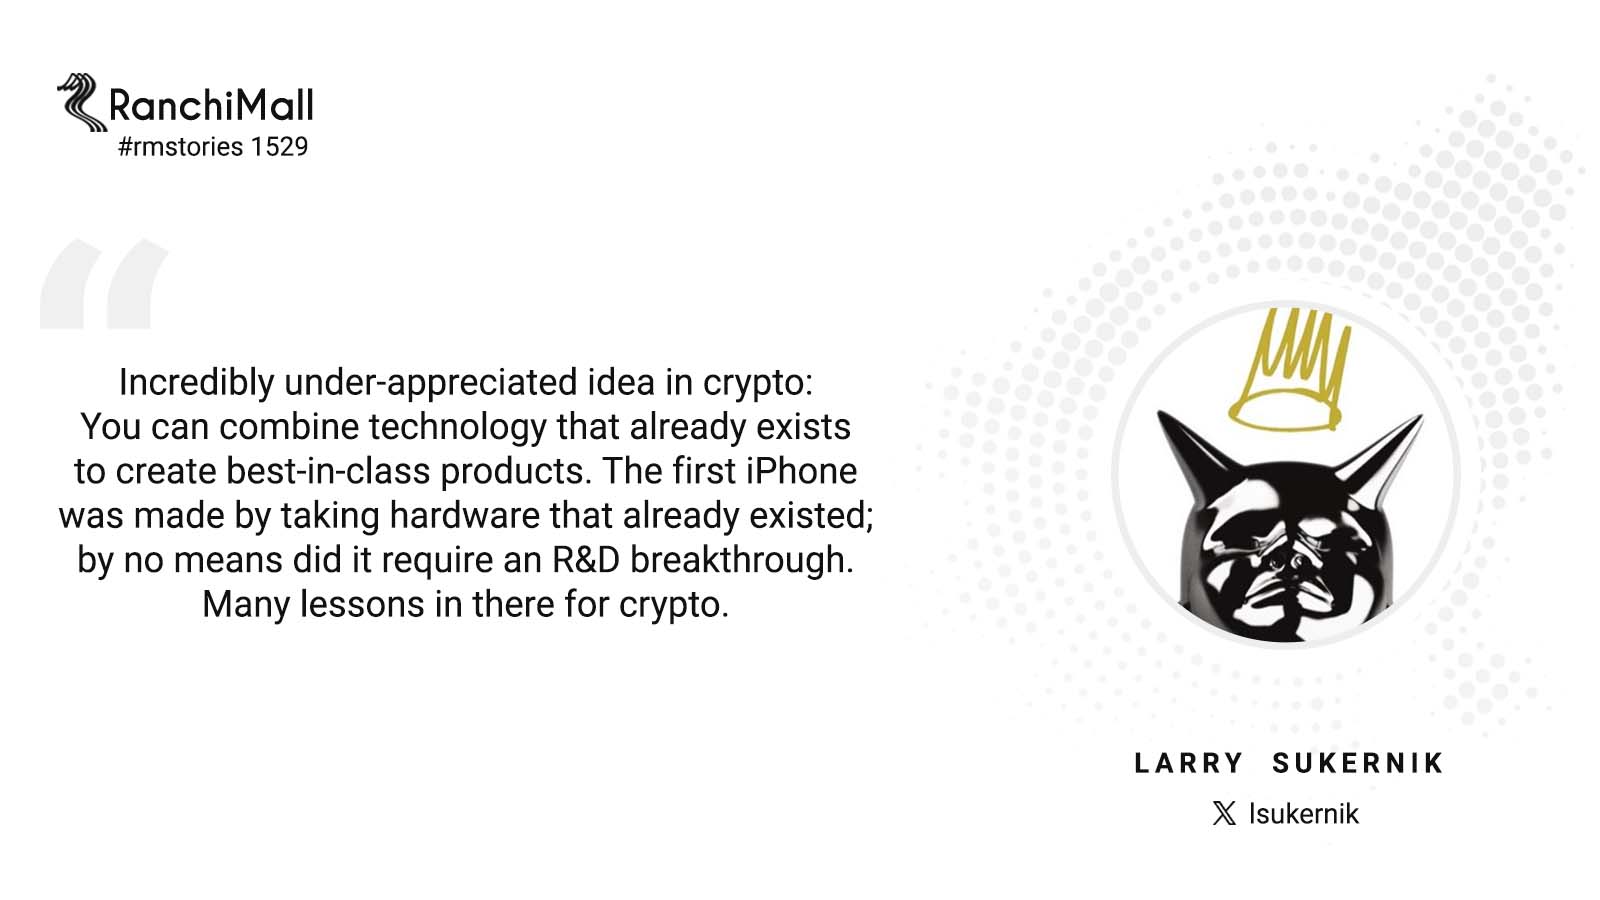 RanchiMall
#rmstories 1529
Incredibly under-appreciated idea in crypto:
You can combine technology that already exists
to create best-in-class products. The first iPhone
was made by taking hardware that already existed;
by no means did it require an R&D breakthrough.
Many lessons in there for crypto.
LARRY SUKERNIK
X lsukernik